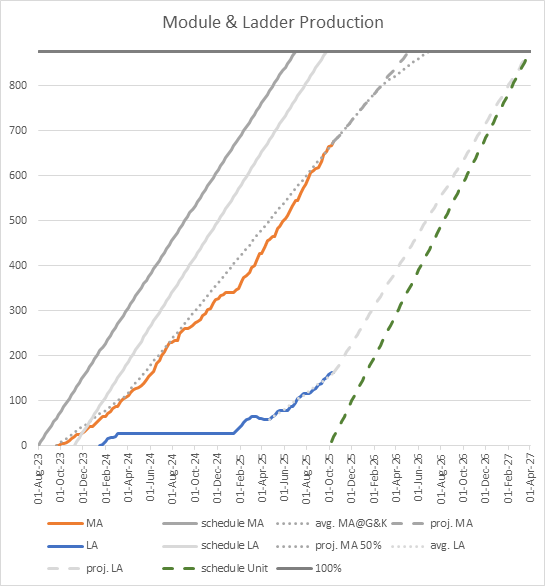 Module & Ladder Production
800
700
600
500
400
300
200
100
0
01-Aug-23
01-Oct-23
01-Dec-23
01-Feb-24
01-Apr-24
01-Jun-24
01-Aug-24
01-Oct-24
01-Dec-24
01-Feb-25
01-Apr-25
01-Jun-25
01-Aug-25
01-Oct-25
01-Dec-25
01-Feb-26
01-Apr-26
01-Jun-26
01-Aug-26
01-Oct-26
01-Dec-26
01-Feb-27
01-Apr-27
MA schedule MA avg. MA@G&K proj. MA
LA schedule LA proj. MA 50% avg. LA
proj. LA schedule Unit 100%